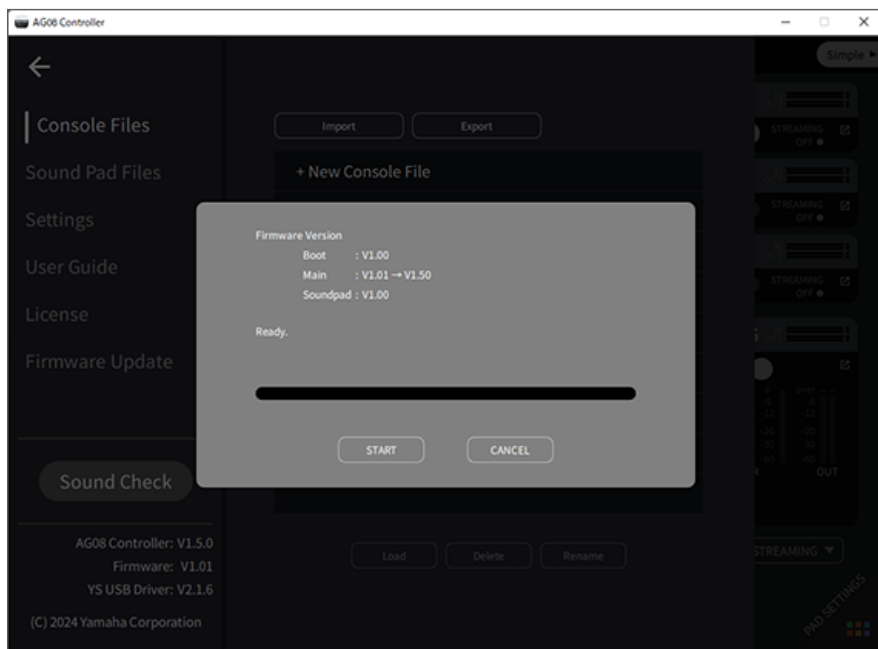 AG08 Controller
Simple
Console Files
Import
Export
STREAMING
OFF
Sound Pad Files
+ New Console File
STREAMING
OFF
Settings
Firmware Version
Boot : V1.00
Main : V1.01 → V1.50
Soundpad : V1.00
User Guide
STREAMING
OFF
License
Ready.
Firmware Update
START
CANCEL
Sound Check
OUT
AG08 Controller: V1.5.0
Firmware: V1.01
YS USB Driver: V2.1.6
Load
Delete
Rename
STREAMING
(C) 2024 Yamaha Corporation
PAD SETTINGS